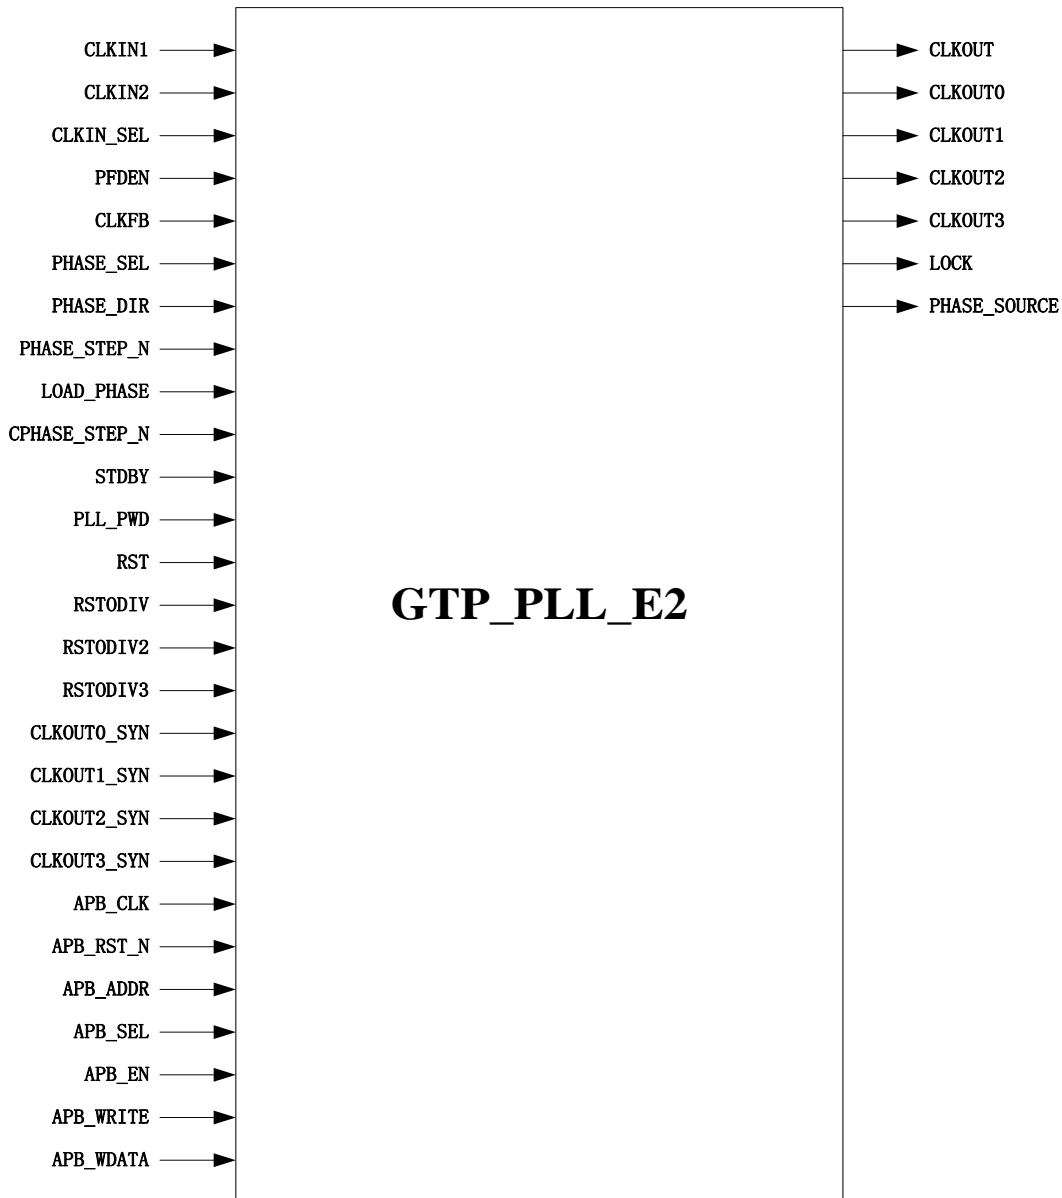 CLKIN1
CLKIN2
CLKIN_SEL
PFDEN
CLKFB
PHASE_SEL
PHASE_DIR
PHASE_STEP_N
LOAD_PHASE
CPHASE_STEP_N
STDBY
PLL_PWD
RST
RSTODIV
RSTODIV2
RSTODIV3
CLKOUT0_SYN
CLKOUT1_SYN
CLKOUT2_SYN
CLKOUT3_SYN
APB_CLK
APB_RST_N
APB_ADDR
APB_SEL
APB_EN
APB_WRITE
APB_WDATA
GTP_PLL_E2
CLKOUT
CLKOUT0
CLKOUT1
CLKOUT2
CLKOUT3
LOCK
PHASE_SOURCE